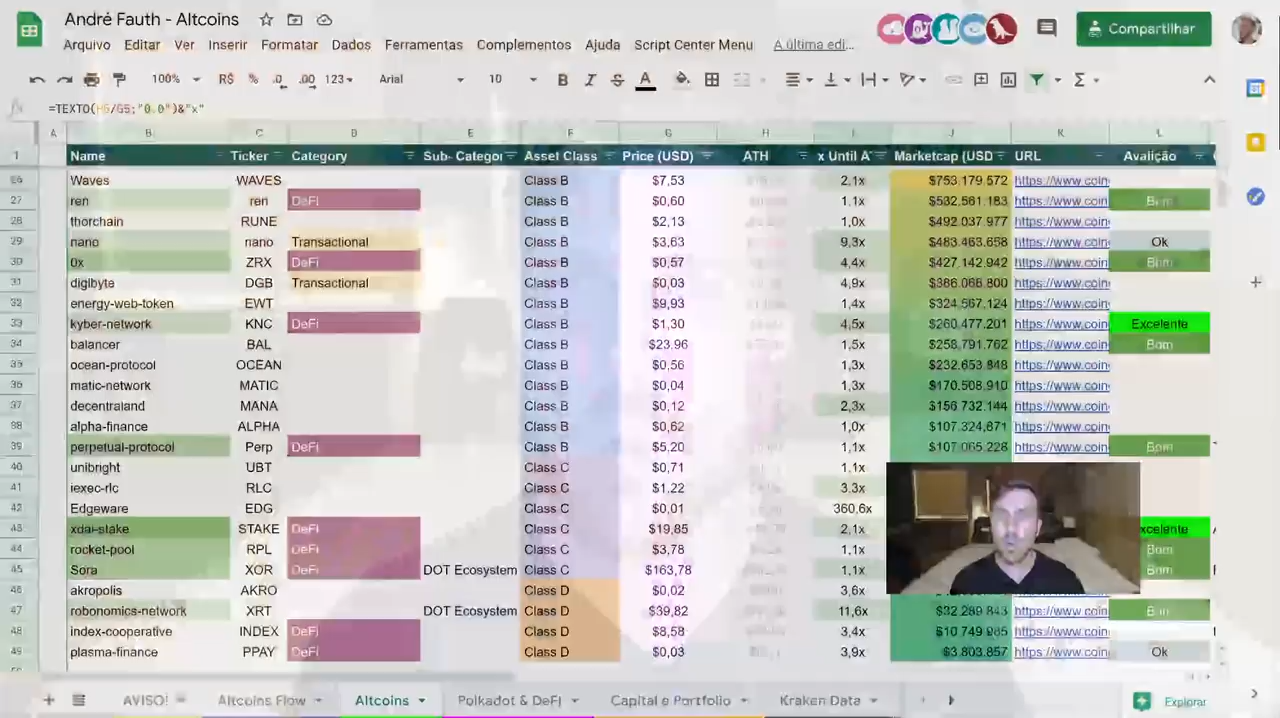 André Fauth - Altcoins
Arquivo Editar Ver Inserir Formatar Dados Ferramentas Complementos Ajuda Script Center Menu A última edi...
Compartilhar
100% R$ % .0 .00 123 Arial 10 B I S A
=TEXTO(H5/G5;"0.0")&"x"
A B C D E F G H I J K L
1 Name Ticker Category Sub- Categor Asset Class Price (USD) ATH x Until A Marketcap (USD URL Avalição
Waves WAVES Class B $7,53 2,1x $753.179.572 https://www.coin
27 ren ren DeFi Class B $0,60 1,1x $532.561.183 https://www.coin Bom
28 thorchain RUNE Class B $2,13 1,0x $492.037.977 https://www.coin
29 nano nano Transactional Class B $3,63 9,3x $483.463.658 https://www.coin Ok
30 0x ZRX DeFi Class B $0,57 4,4x $427.142.942 https://www.coin Bom
31 digibyte DGB Transactional Class B $0,03 4,9x $386.066.800 https://www.coin
32 energy-web-token EWT Class B $9,93 1,4x $324.567.124 https://www.coin
33 kyber-network KNC DeFi Class B $1,30 4,5x $260.477.201 https://www.coin Excelente
34 balancer BAL Class B $23,96 1,5x $258.791.762 https://www.coin Bom
35 ocean-protocol OCEAN Class B $0,56 1,3x $232.653.848 https://www.coin
36 matic-network MATIC Class B $0,04 1,3x $170.508.910 https://www.coin
37 decentraland MANA Class B $0,12 2,3x $156.732.144 https://www.coin
38 alpha-finance ALPHA Class B $0,62 1,0x $107.324.671 https://www.coin
39 perpetual-protocol Perp DeFi Class B $5,20 1,1x $107.065.228 https://www.coin Bom
40 unibright UBT Class C $0,71 1,1x
41 iexec-rlc RLC Class C $1,22 3,3x
42 Edgeware EDG Class C $0,01 360,6x
43 xdai-stake STAKE DeFi Class C $19,85 2,1x xcelente
44 rocket-pool RPL DeFi Class C $3,78 1,1x Bom
45 Sora XOR DeFi DOT Ecosystem Class C $163,78 1,1x Bom
46 akropolis AKRO Class D $0,02 3,6x
47 robonomics-network XRT DOT Ecosystem Class D $39,82 11,6x $32.289.843 https://www.coin Bom
48 index-cooperative INDEX DeFi Class D $8,58 3,4x $10.749.985 https://www.coin
49 plasma-finance PPAY DeFi Class D $0,03 3,9x $3.803.857 https://www.coin Ok
AVISO! Altcoins Flow Altcoins Polkadot & DeFi Capital e Portfolio Kraken Data Explorar